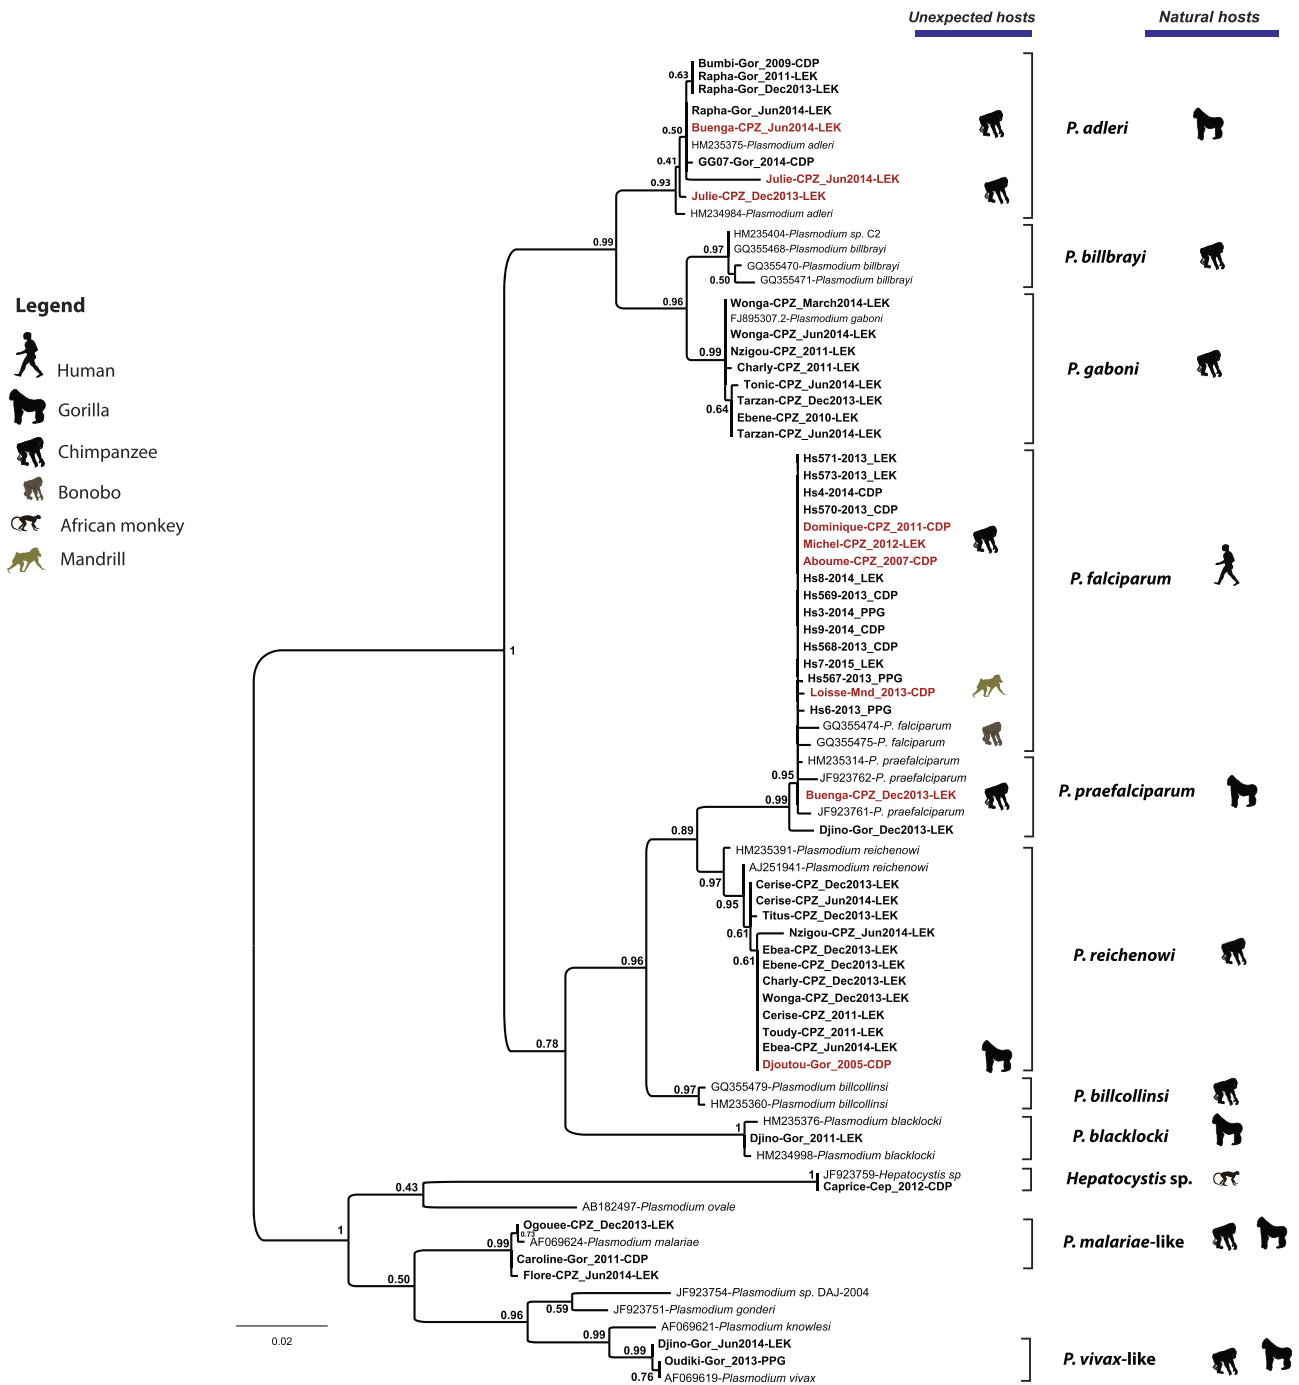 Unexpected hosts
Natural hosts
Legend
Human
Gorilla
Chimpanzee
Bonobo
African monkey
Mandrill
0.63
Bumbi-Gor_2009-CDP
Rapha-Gor_2011-LEK
Rapha-Gor_Dec2013-LEK
Rapha-Gor_Jun2014-LEK
0.50
Buenga-CPZ_Jun2014-LEK
HM235375-Plasmodium adleri
0.41
GG07-Gor_2014-CDP
0.93
Julie-CPZ_Jun2014-LEK
Julie-CPZ_Dec2013-LEK
HM234984-Plasmodium adleri
P. adleri
0.99
HM235404-Plasmodium sp. C2
0.97
GQ355468-Plasmodium billbrayi
GQ355470-Plasmodium billbrayi
0.50
GQ355471-Plasmodium billbrayi
P. billbrayi
0.96
Wonga-CPZ_March2014-LEK
FJ895307.2-Plasmodium gaboni
Wonga-CPZ_Jun2014-LEK
0.99
Nzigou-CPZ_2011-LEK
Charly-CPZ_2011-LEK
Tonic-CPZ_Jun2014-LEK
Tarzan-CPZ_Dec2013-LEK
0.64
Ebene-CPZ_2010-LEK
Tarzan-CPZ_Jun2014-LEK
P. gaboni
1
Hs571-2013_LEK
Hs573-2013_LEK
Hs4-2014-CDP
Hs570-2013_CDP
Dominique-CPZ_2011-CDP
Michel-CPZ_2012-LEK
Aboume-CPZ_2007-CDP
Hs8-2014_LEK
Hs569-2013_CDP
Hs3-2014_PPG
Hs9-2014_CDP
Hs568-2013_CDP
Hs7-2015_LEK
Hs567-2013_PPG
Loisse-Mnd_2013-CDP
Hs6-2013_PPG
GQ355474-P. falciparum
GQ355475-P. falciparum
P. falciparum
HM235314-P. praefalciparum
0.95
JF923762-P. praefalciparum
0.99
Buenga-CPZ_Dec2013-LEK
JF923761-P. praefalciparum
Djino-Gor_Dec2013-LEK
P. praefalciparum
0.89
HM235391-Plasmodium reichenowi
AJ251941-Plasmodium reichenowi
0.97
Cerise-CPZ_Dec2013-LEK
0.95
Cerise-CPZ_Jun2014-LEK
Titus-CPZ_Dec2013-LEK
0.61
Nzigou-CPZ_Jun2014-LEK
Ebea-CPZ_Dec2013-LEK
0.61
Ebene-CPZ_Dec2013-LEK
Charly-CPZ_Dec2013-LEK
Wonga-CPZ_Dec2013-LEK
Cerise-CPZ_2011-LEK
Toudy-CPZ_2011-LEK
Ebea-CPZ_Jun2014-LEK
Djoutou-Gor_2005-CDP
P. reichenowi
0.96
0.78
0.97
GQ355479-Plasmodium billcollinsi
HM235360-Plasmodium billcollinsi
P. billcollinsi
1
HM235376-Plasmodium blacklocki
Djino-Gor_2011-LEK
HM234998-Plasmodium blacklocki
P. blacklocki
1
JF923759-Hepatocystis sp
Caprice-Cep_2012-CDP
Hepatocystis sp.
0.43
AB182497-Plasmodium ovale
1
Ogouee-CPZ_Dec2013-LEK
0.73
0.99
AF069624-Plasmodium malariae
Caroline-Gor_2011-CDP
Flore-CPZ_Jun2014-LEK
P. malariae-like
0.50
JF923754-Plasmodium sp. DAJ-2004
0.59
JF923751-Plasmodium gonderi
0.96
AF069621-Plasmodium knowlesi
0.99
Djino-Gor_Jun2014-LEK
0.99
Oudiki-Gor_2013-PPG
0.76
AF069619-Plasmodium vivax
P. vivax-like
0.02